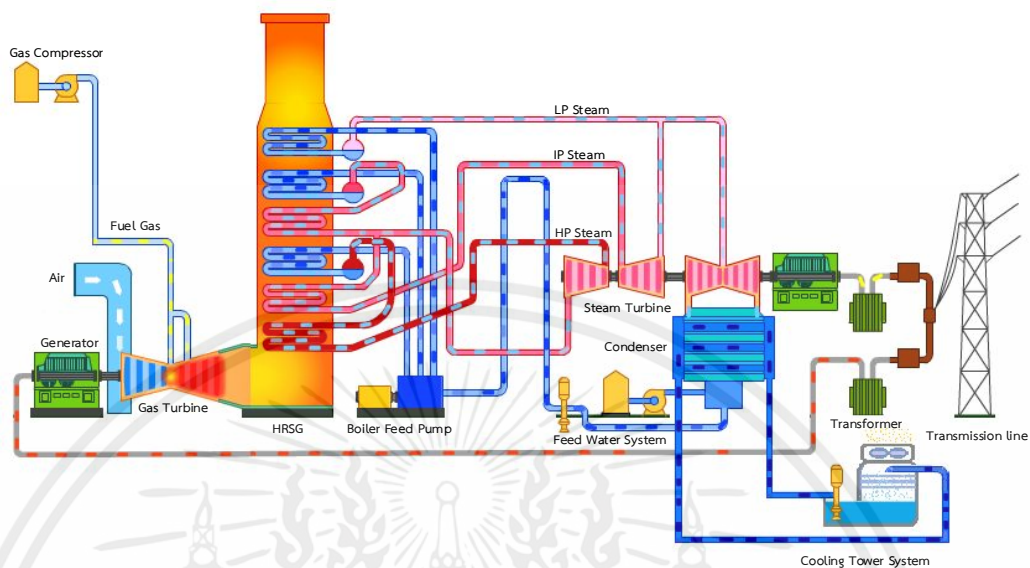 Gas Compressor
LP Steam
IP Steam
Fuel Gas
HP Steam
Air
Steam Turbine
Generator
Condenser
Gas Turbine
HRSG
Boiler Feed Pump
Feed Water System
Transformer
Transmission line
Cooling Tower System